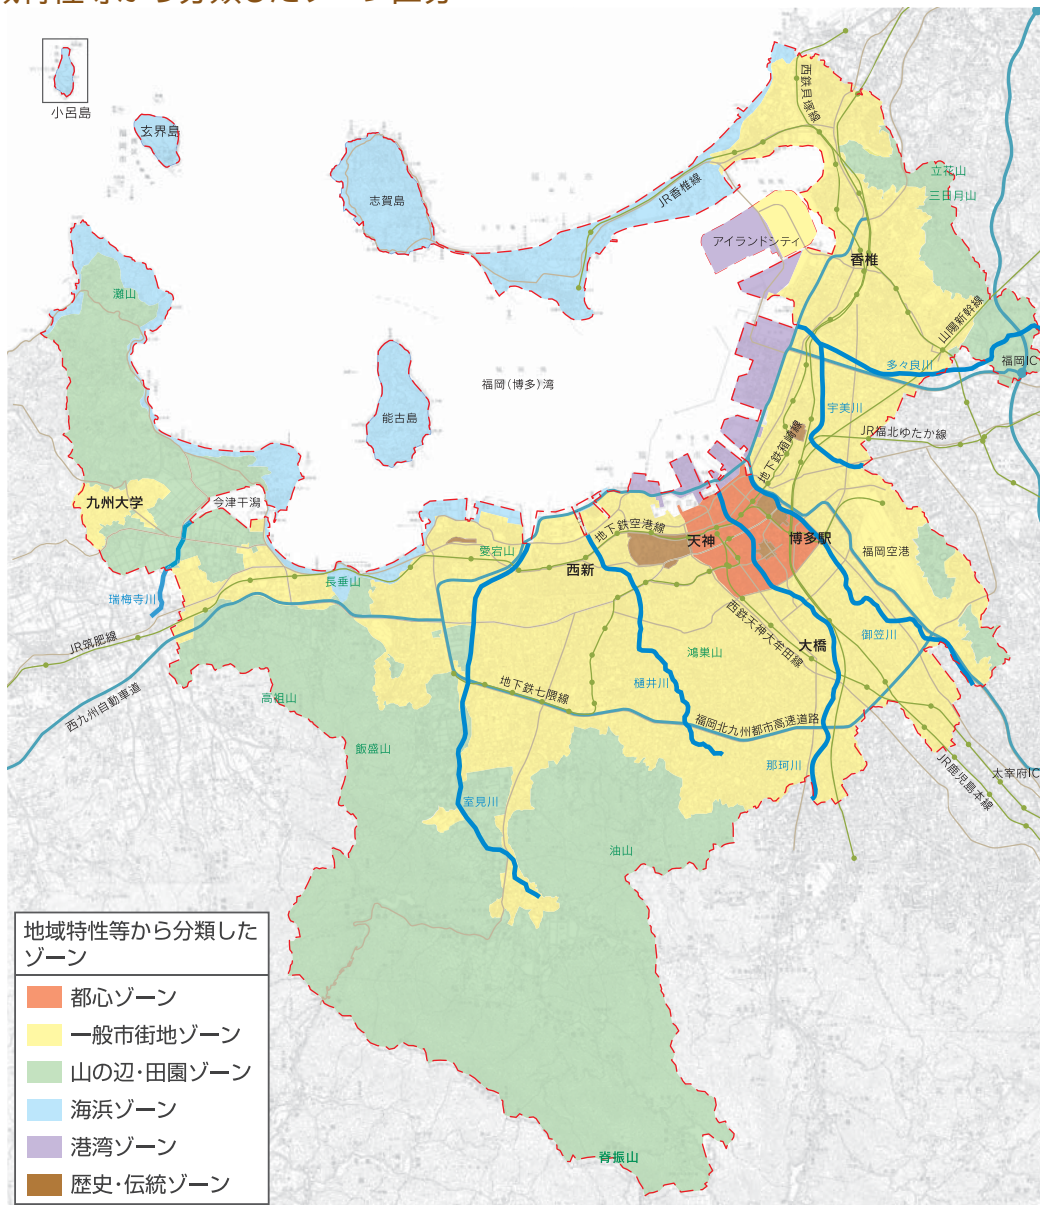 小呂島
玄界島
志賀島
西鉄貝塚線
JR香椎線
立花山
三日月山
アイランドシティ
香椎
灘山
山陽新幹線
福岡IC
多々良川
福岡(博多)湾
能古島
宇美川
JR福北ゆたか線
地下鉄箱崎線
九州大学
今津干潟
地下鉄空港線
天神
博多駅
福岡空港
愛宕山
西新
長垂山
瑞梅寺川
JR筑肥線
西鉄天神大牟田線
御笠川
大橋
鴻巣山
樋井川
地下鉄七隈線
西九州自動車道
高祖山
福岡北九州都市高速道路
飯盛山
那珂川
JR鹿児島本線
太宰府IC
室見川
油山
脊振山
地域特性等から分類した
ゾーン
都心ゾーン
一般市街地ゾーン
山の辺・田園ゾーン
海浜ゾーン
港湾ゾーン
歴史・伝統ゾーン